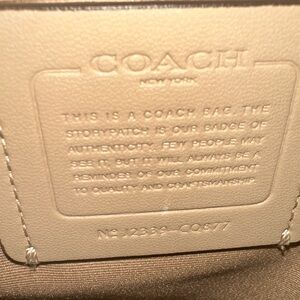 COACH
NEW YORK
THIS IS A COACH BAG. THE
STORYPATCH IS OUR BADGE OF
AUTHENTICITY. FEW PEOPLE MAY
SEE IT, BUT IT WILL ALWAYS BE A
REMINDER OF OUR COMMITMENT
TO QUALITY AND CRAFTSMANSHIP